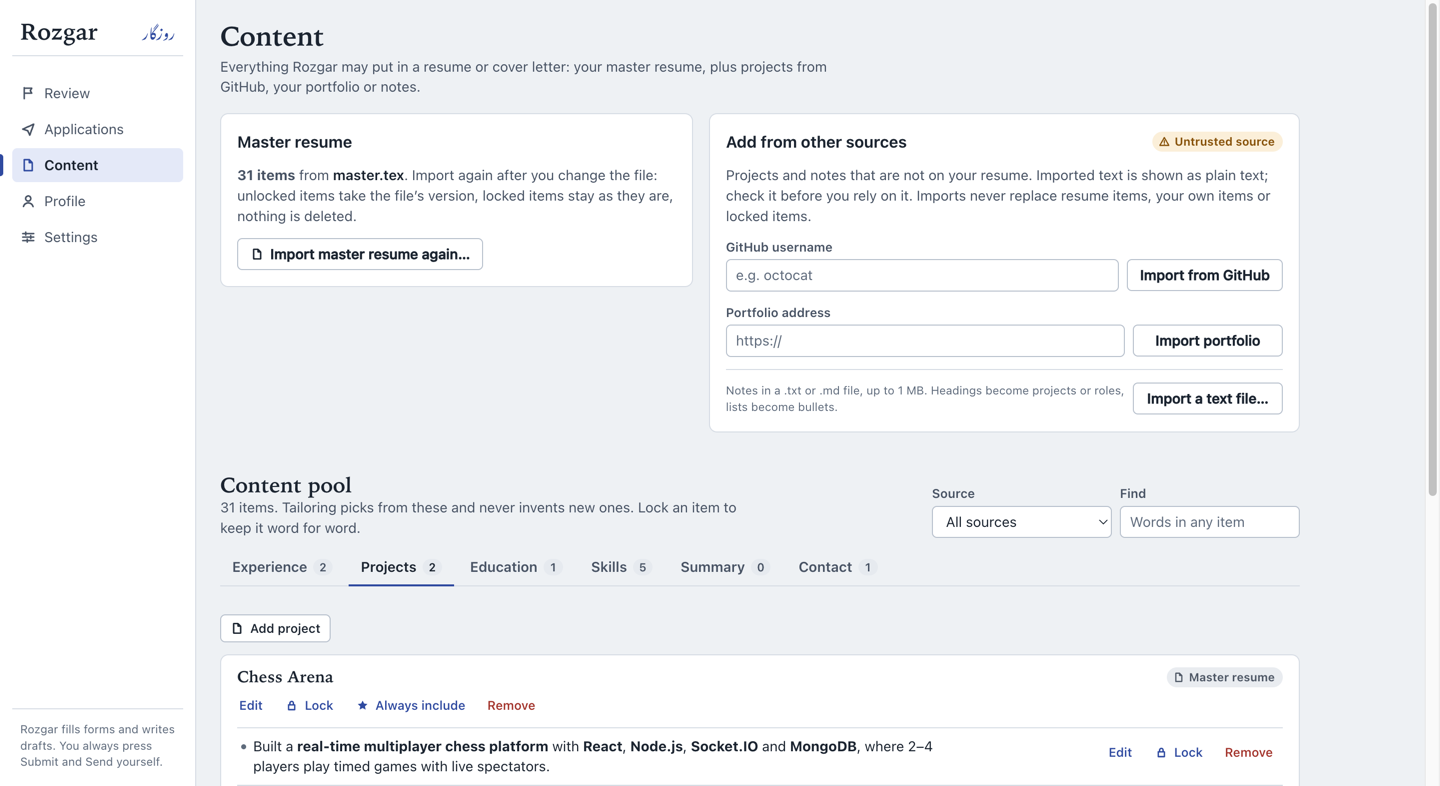 Rozgar
روزگار
Review
Applications
Content
Profile
Settings
Rozgar fills forms and writes
drafts. You always press
Submit and Send yourself.
Content
Everything Rozgar may put in a resume or cover letter: your master resume, plus projects from
GitHub, your portfolio or notes.
Master resume
31 items from master.tex. Import again after you change the file:
unlocked items take the file's version, locked items stay as they are,
nothing is deleted.
Import master resume again...
Add from other sources
Untrusted source
Projects and notes that are not on your resume. Imported text is shown as plain text;
check it before you rely on it. Imports never replace resume items, your own items or
locked items.
GitHub username
e.g. octocat
Import from GitHub
Portfolio address
https://
Import portfolio
Notes in a .txt or .md file, up to 1 MB. Headings become projects or roles,
lists become bullets.
Import a text file...
Content pool
31 items. Tailoring picks from these and never invents new ones. Lock an item to
keep it word for word.
Source
All sources
Find
Words in any item
Experience 2
Projects 2
Education 1
Skills 5
Summary 0
Contact 1
Add project
Chess Arena
Master resume
Edit
Lock
Always include
Remove
• Built a real-time multiplayer chess platform with React, Node.js, Socket.IO and MongoDB, where 2–4
players play timed games with live spectators.
Edit
Lock
Remove